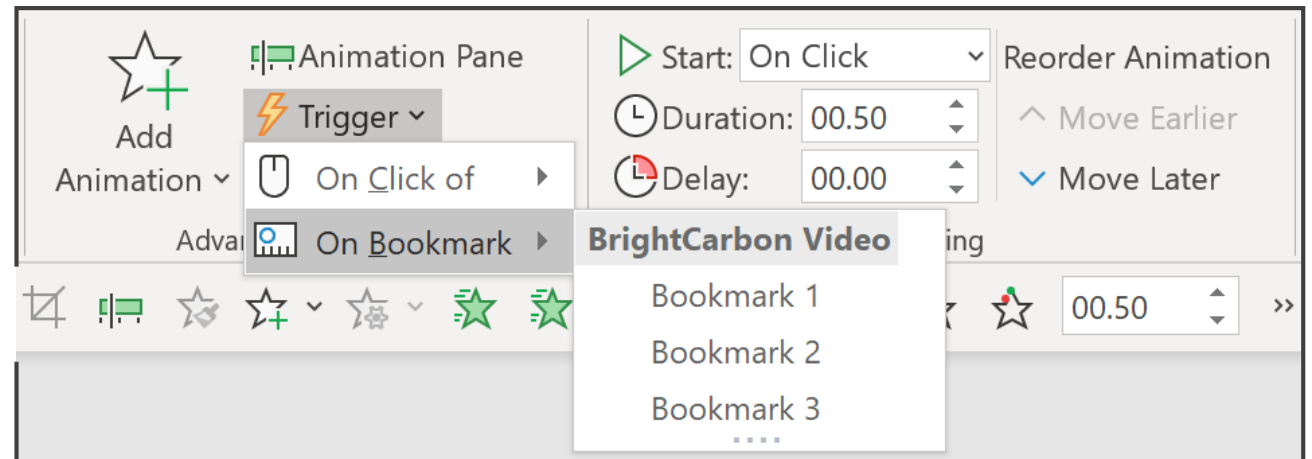 Add
Animation
Animation Pane
Trigger
On Click of
On Bookmark
BrightCarbon Video
Bookmark 1
Bookmark 2
Bookmark 3
Start: On Click
Duration: 00.50
Delay: 00.00
Reorder Animation
Move Earlier
Move Later
00.50